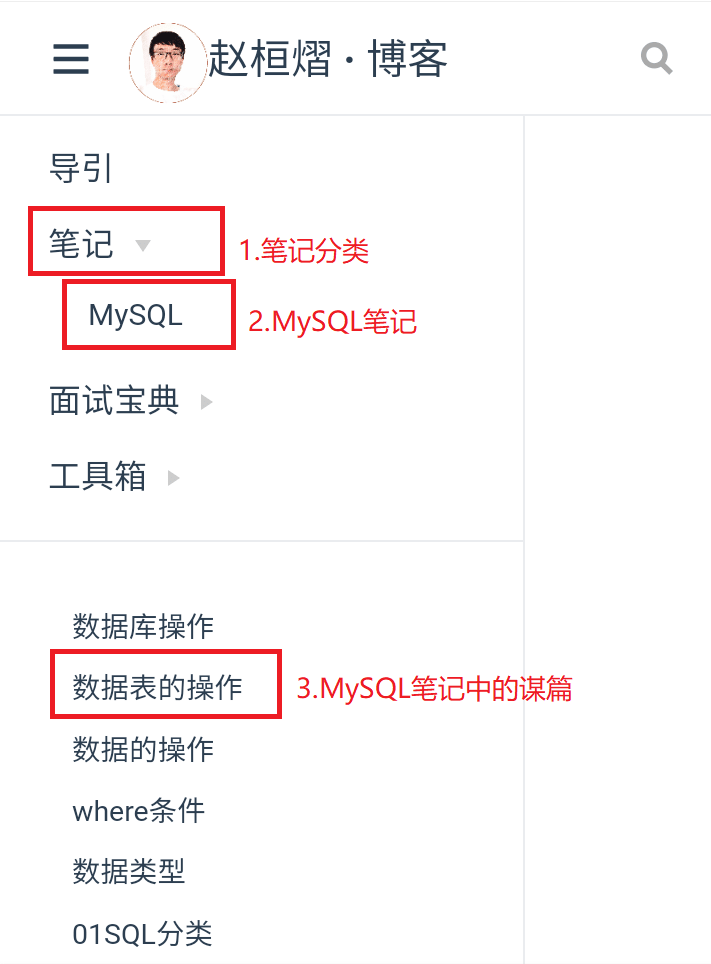 赵桓熠 · 博客
导引
笔记
1.笔记分类
MySQL
2.MySQL笔记
面试宝典
工具箱
数据库操作
数据表的操作
3.MySQL笔记中的谋篇
数据的操作
where条件
数据类型
01SQL分类